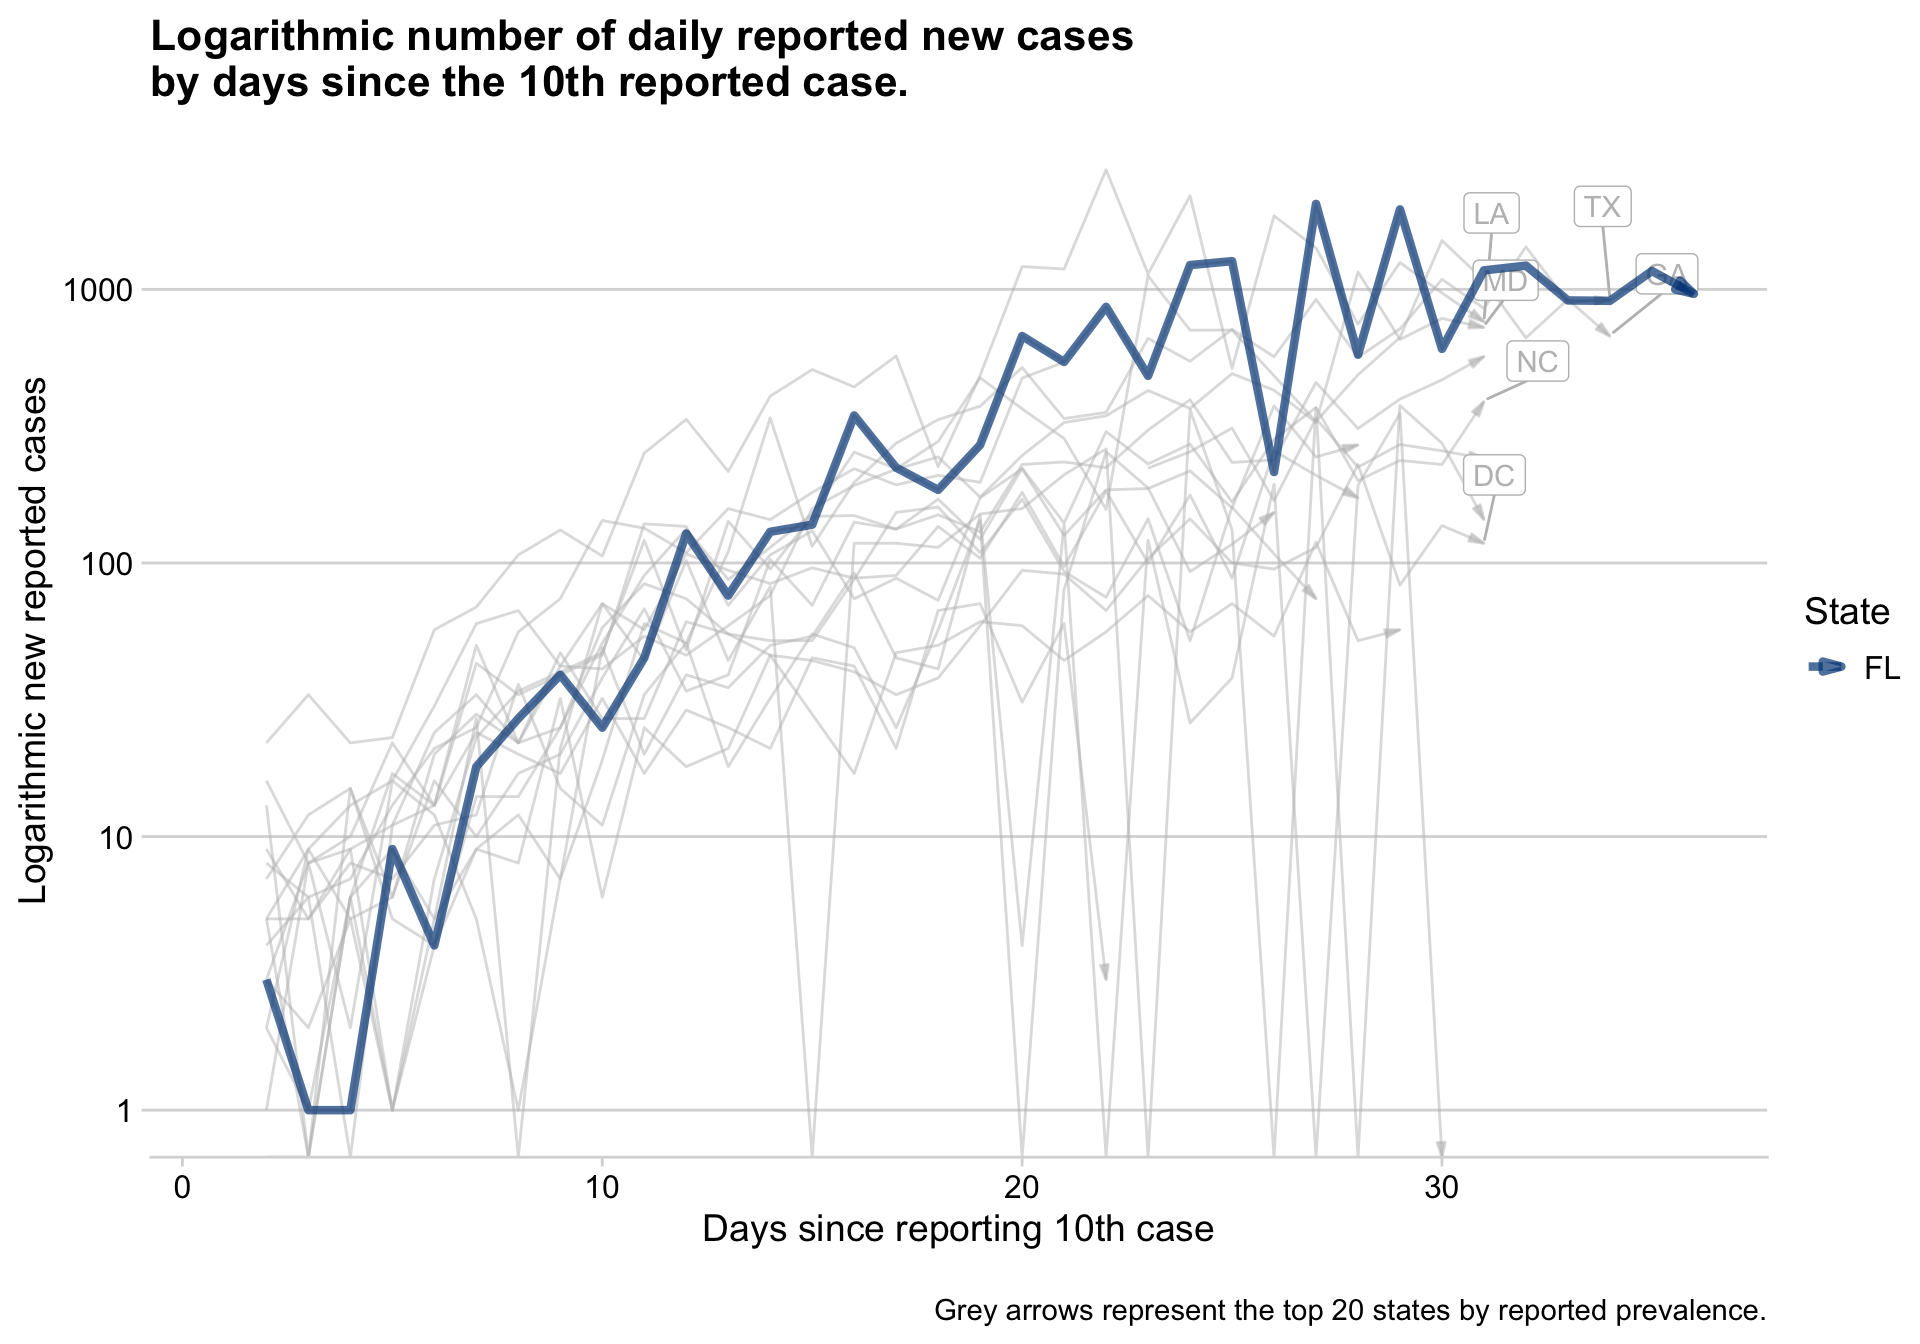 Logarithmic number of daily reported new cases
by days since the 10th reported case.
Logarithmic new reported cases
1000
100
10
1
LA
TX
MD
NC
DC
State
FL
0
10
20
30
Days since reporting 10th case
Grey arrows represent the top 20 states by reported prevalence.